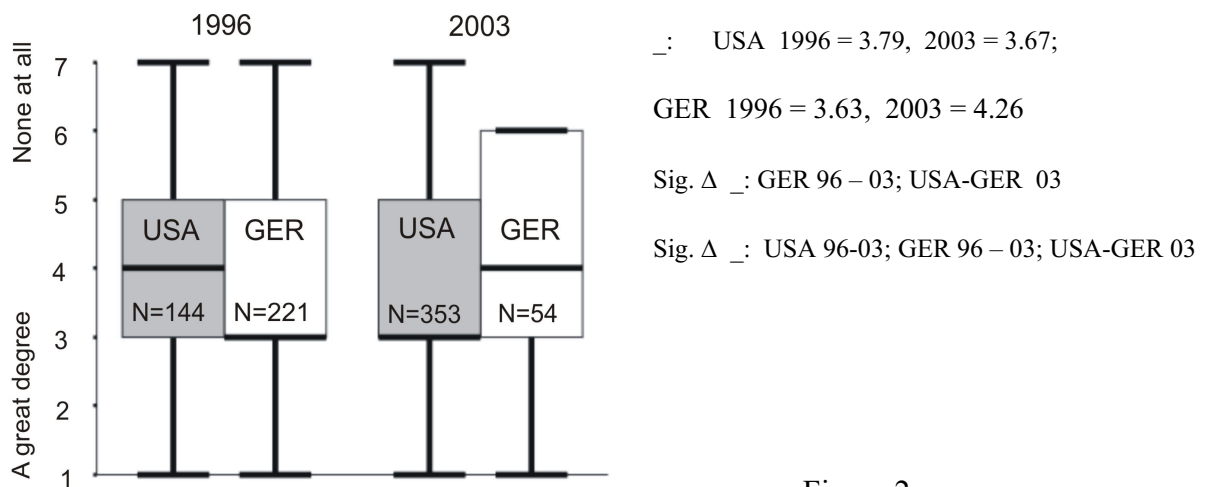 1996 2003
None at all
A great degree
7
6
5
4
3
2
1
USA GER USA GER
N=144 N=221 N=353 N=54
_: USA 1996 = 3.79, 2003 = 3.67;
GER 1996 = 3.63, 2003 = 4.26
Sig. Δ _: GER 96 – 03; USA-GER 03
Sig. Δ _: USA 96-03; GER 96 – 03; USA-GER 03